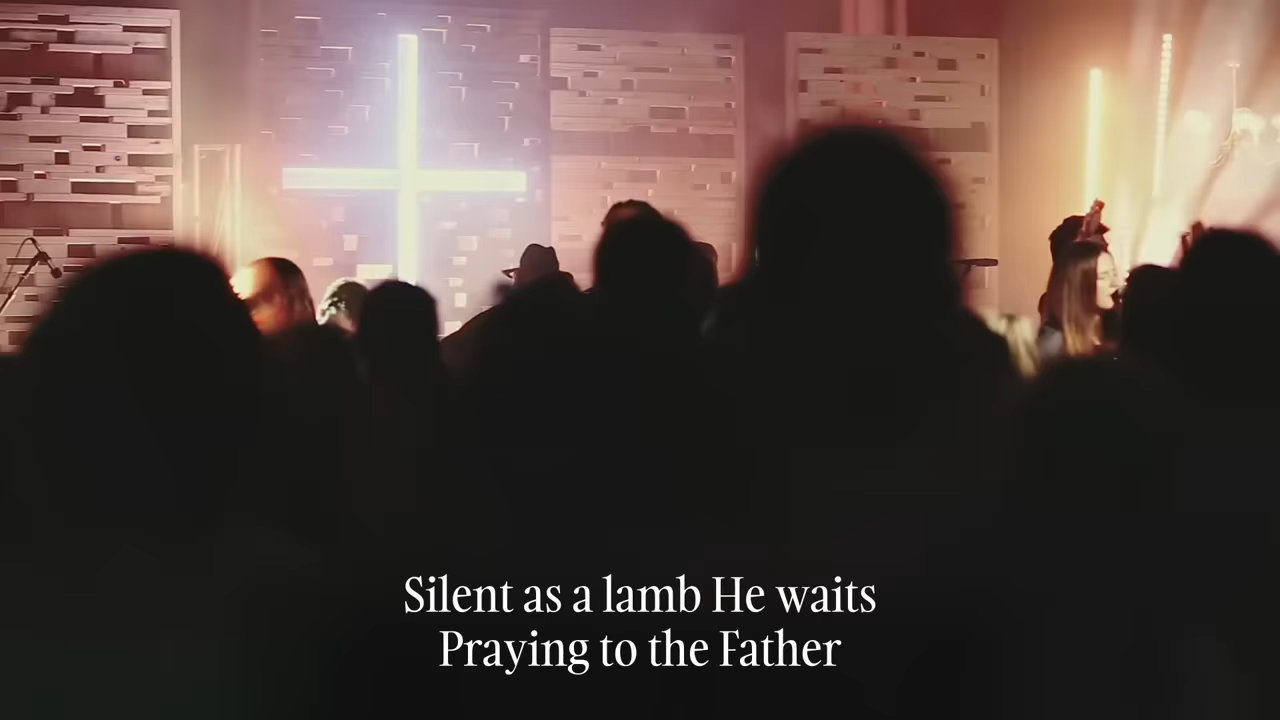 Silent as a lamb He waits
Praying to the Father